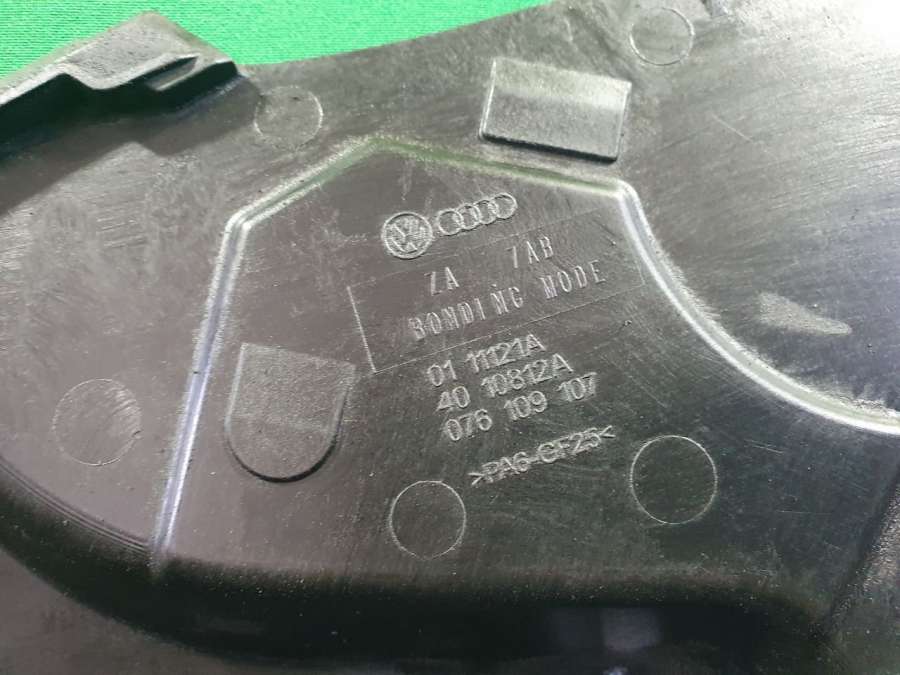 ZA 7AB
BONDING MODE
01 11121A
40 10812A
076 109 107
>PA6-GF25<